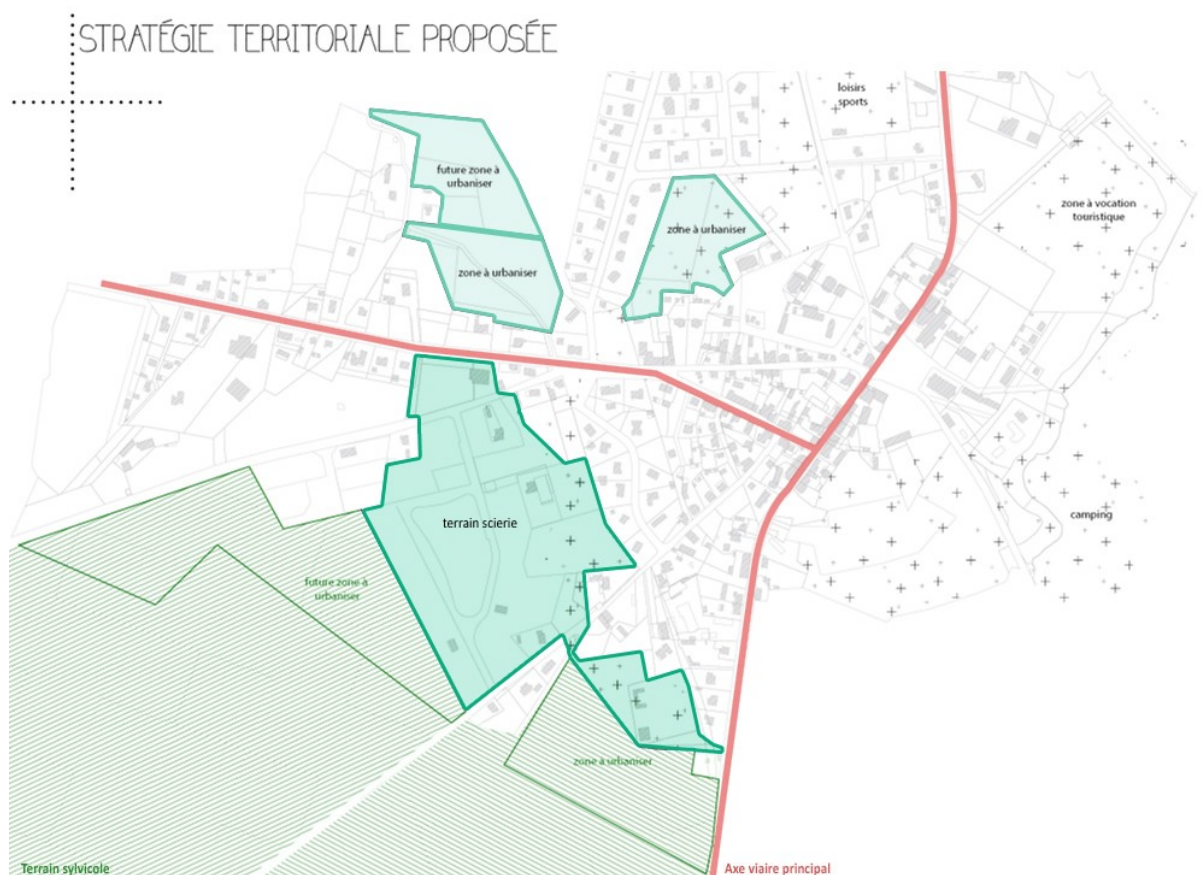 STRATÉGIE TERRITORIALE PROPOSÉE
loisirs
sports
future zone à
urbaniser
zone à vocation
touristique
zone à urbaniser
zone à urbaniser
camping
terrain scierie
future zone à
urbaniser
zone à urbaniser
Terrain sylvicole
Axe viaire principal